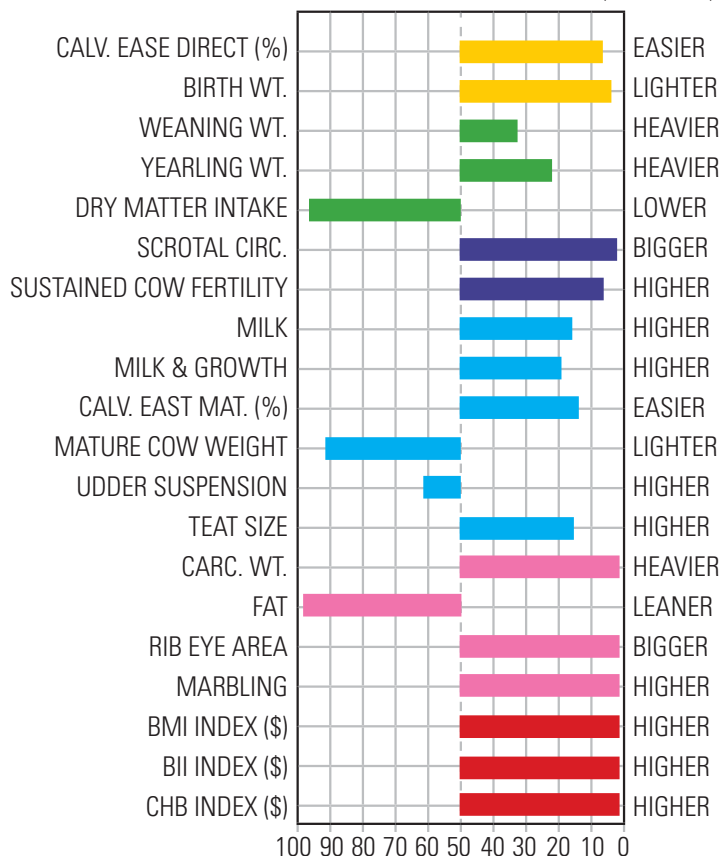 CALV. EASE DIRECT (%) EASIER
BIRTH WT. LIGHTER
WEANING WT. HEAVIER
YEARLING WT. HEAVIER
DRY MATTER INTAKE LOWER
SCROTAL CIRC. BIGGER
SUSTAINED COW FERTILITY HIGHER
MILK HIGHER
MILK & GROWTH HIGHER
CALV. EAST MAT. (%) EASIER
MATURE COW WEIGHT LIGHTER
UDDER SUSPENSION HIGHER
TEAT SIZE HIGHER
CARC. WT. HEAVIER
FAT LEANER
RIB EYE AREA BIGGER
MARBLING HIGHER
BMI INDEX ($) HIGHER
BII INDEX ($) HIGHER
CHB INDEX ($) HIGHER
100 90 80 70 60 50 40 30 20 10 0